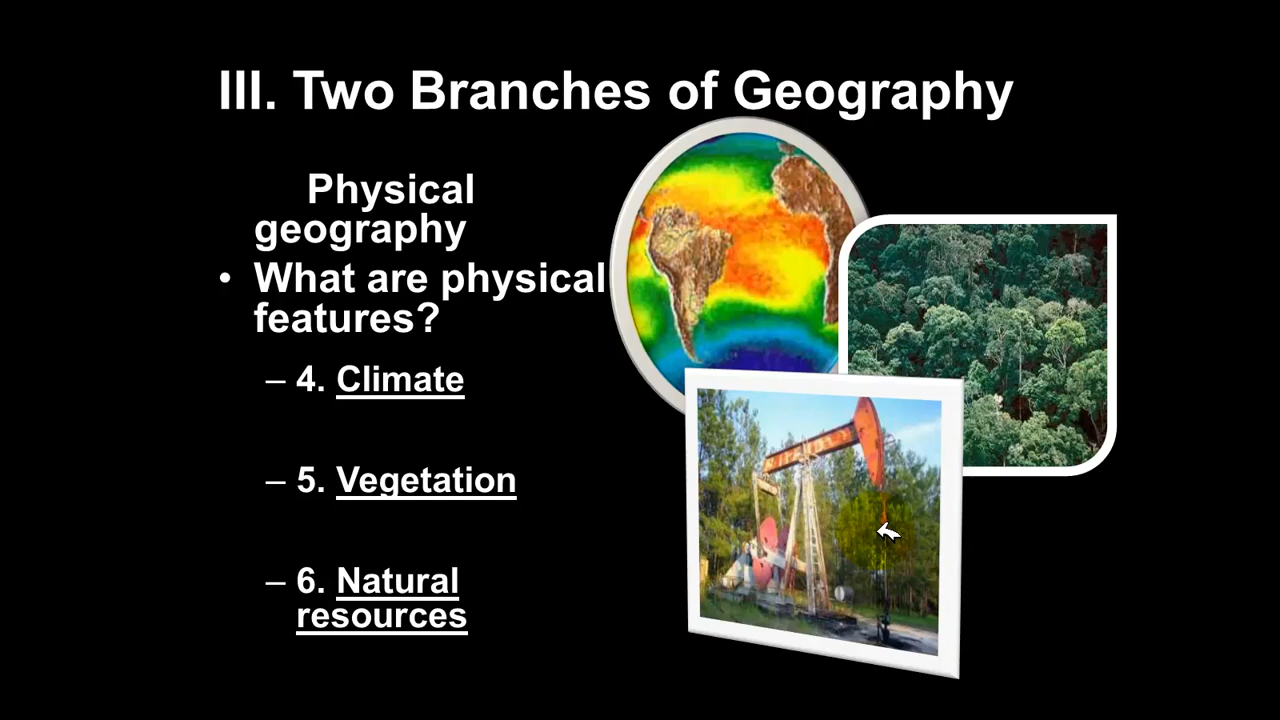 III. Two Branches of Geography
Physical
geography
• What are physical
features?
– 4. Climate
– 5. Vegetation
– 6. Natural
resources